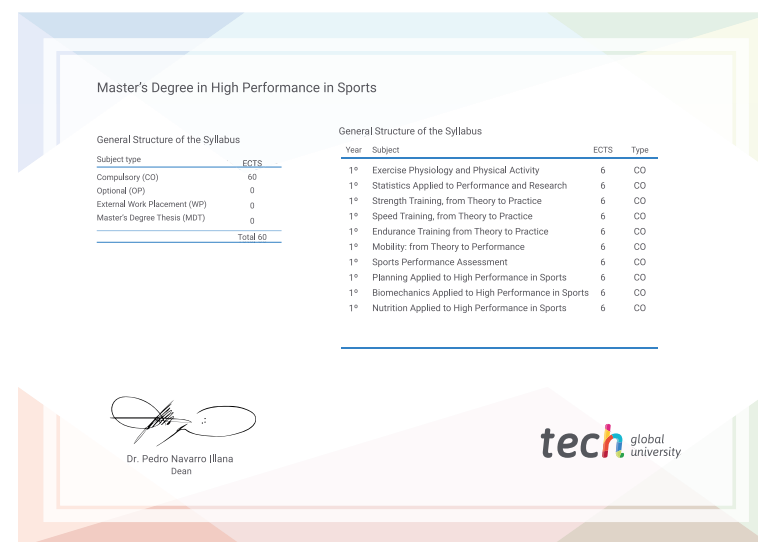 Master's Degree in High Performance in Sports
General Structure of the Syllabus
Subject type ECTS
Compulsory (CO) 60
Optional (OP) 0
External Work Placement (WP) 0
Master's Degree Thesis (MDT) 0
Total 60
General Structure of the Syllabus
Year Subject ECTS Type
1º Exercise Physiology and Physical Activity 6 CO
1º Statistics Applied to Performance and Research 6 CO
1º Strength Training, from Theory to Practice 6 CO
1º Speed Training, from Theory to Practice 6 CO
1º Endurance Training from Theory to Practice 6 CO
1º Mobility: from Theory to Performance 6 CO
1º Sports Performance Assessment 6 CO
1º Planning Applied to High Performance in Sports 6 CO
1º Biomechanics Applied to High Performance in Sports 6 CO
1º Nutrition Applied to High Performance in Sports 6 CO
Dr. Pedro Navarro Illana
Dean
tech global
university